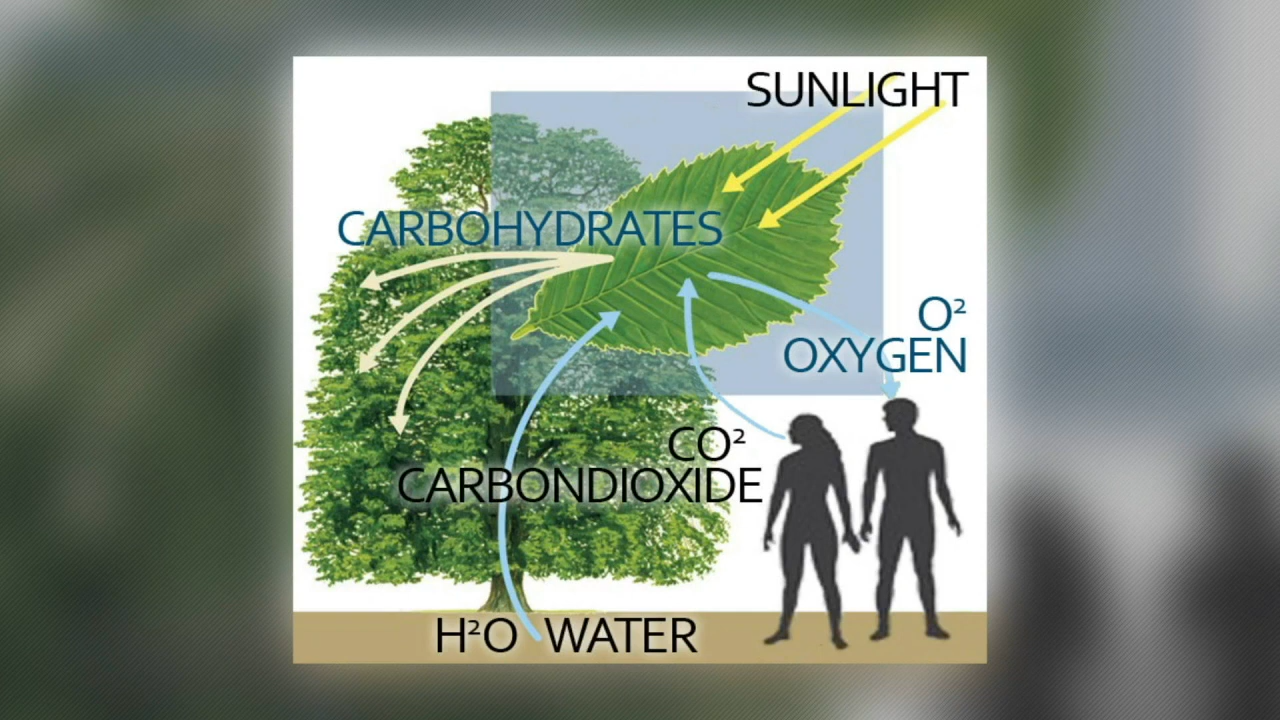 SUNLIGHT
CARBOHYDRATES
O²
OXYGEN
CO²
CARBONDIOXIDE
H²O WATER